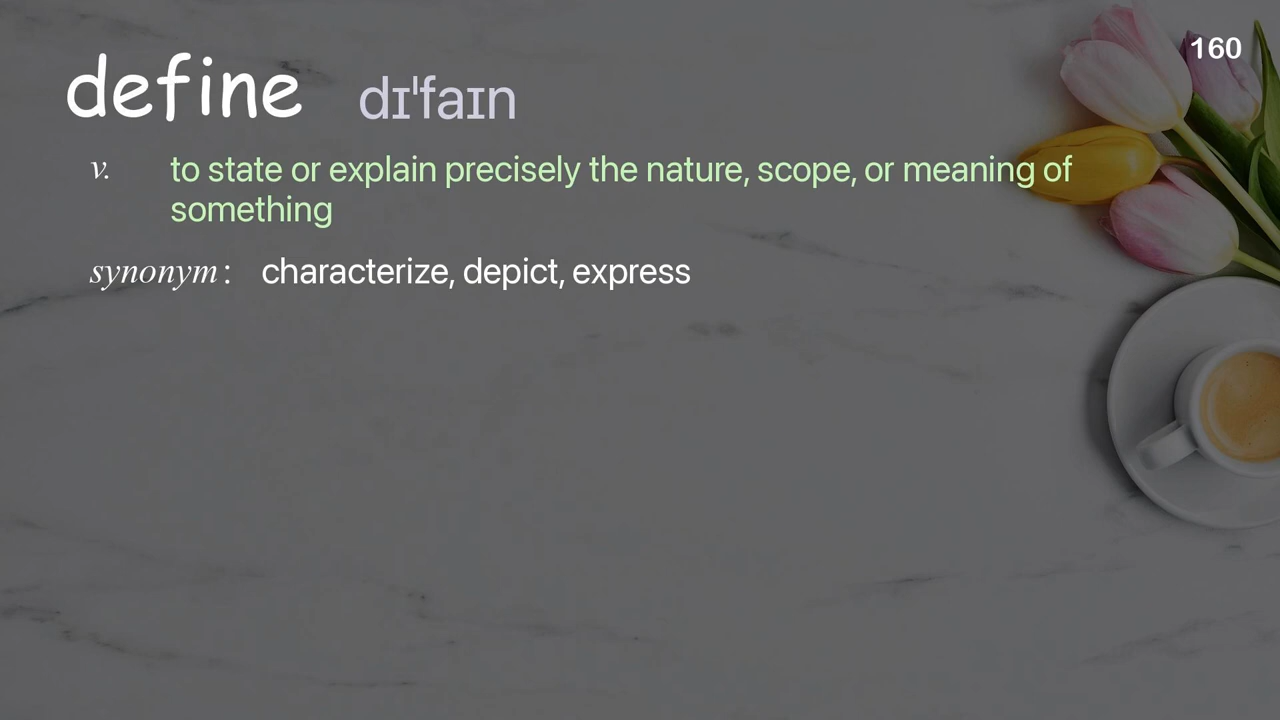 160
define dɪˈfaɪn
v. to state or explain precisely the nature, scope, or meaning of
something
synonym : characterize, depict, express